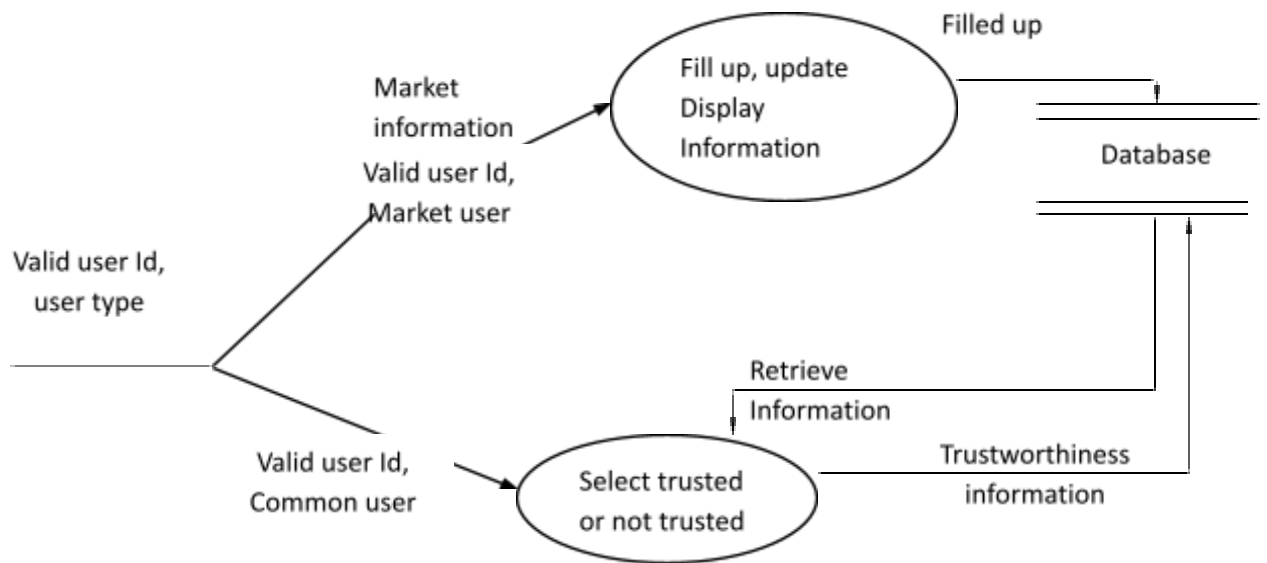 Filled up
Market
information
Fill up, update
Display
Information
Database
Valid user Id,
Market user
Valid user Id,
user type
Retrieve
Information
Trustworthiness
information
Valid user Id,
Common user
Select trusted
or not trusted